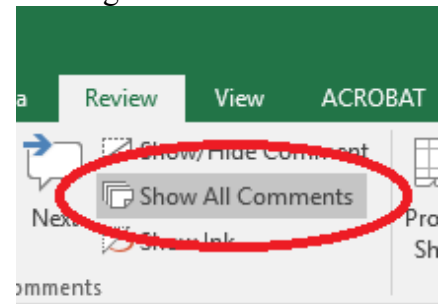 a Review View ACROBAT
Show/Hide Comment
Show All Comments
Next
Show Ink
Pro
Sh
omments